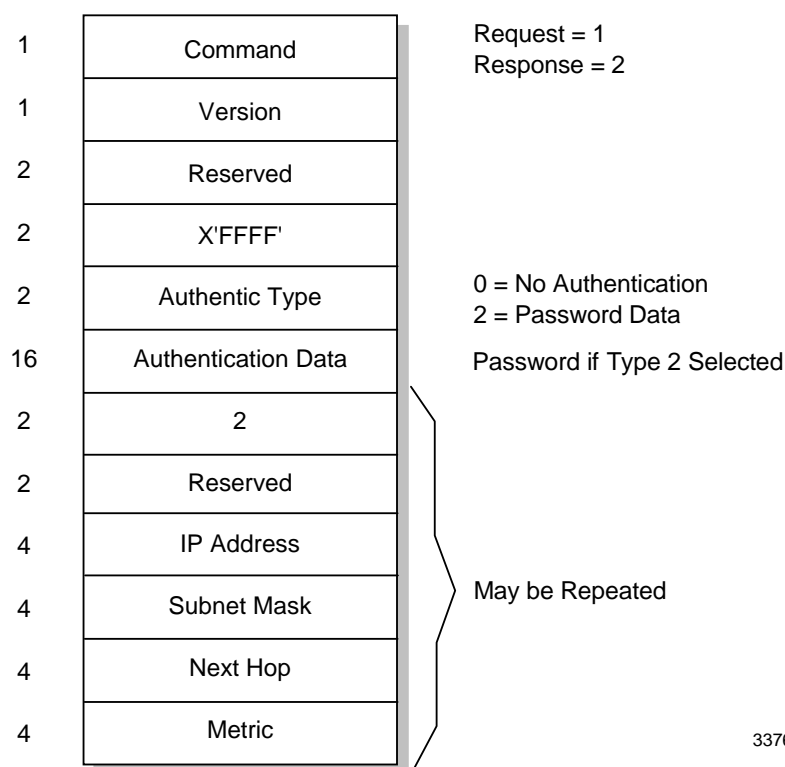 1 Command Request = 1
Response = 2
1 Version
2 Reserved
2 X'FFFF'
2 Authentic Type 0 = No Authentication
2 = Password Data
16 Authentication Data Password if Type 2 Selected
2 2
2 Reserved
4 IP Address
4 Subnet Mask May be Repeated
4 Next Hop
4 Metric
3376